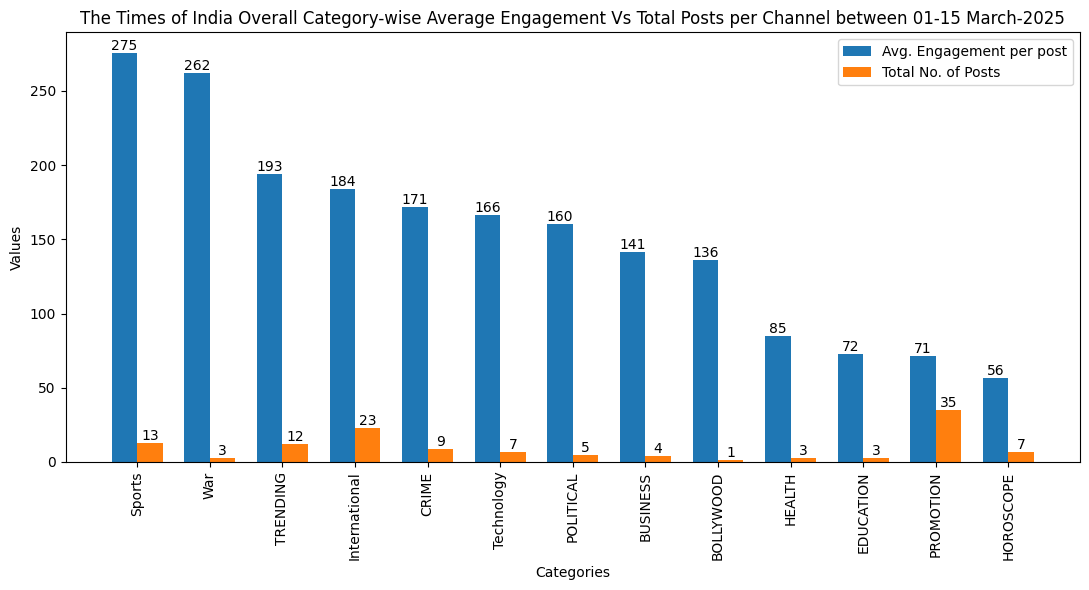 The Times of India Overall Category-wise Average Engagement Vs Total Posts per Channel between 01-15 March-2025
Avg. Engagement per post
Total No. of Posts
Values
250
200
150
100
50
0
275
13
262
3
193
12
184
23
171
9
166
7
160
5
141
4
136
1
85
3
72
3
71
35
56
7
Sports
War
TRENDING
International
CRIME
Technology
POLITICAL
BUSINESS
BOLLYWOOD
HEALTH
EDUCATION
PROMOTION
HOROSCOPE
Categories